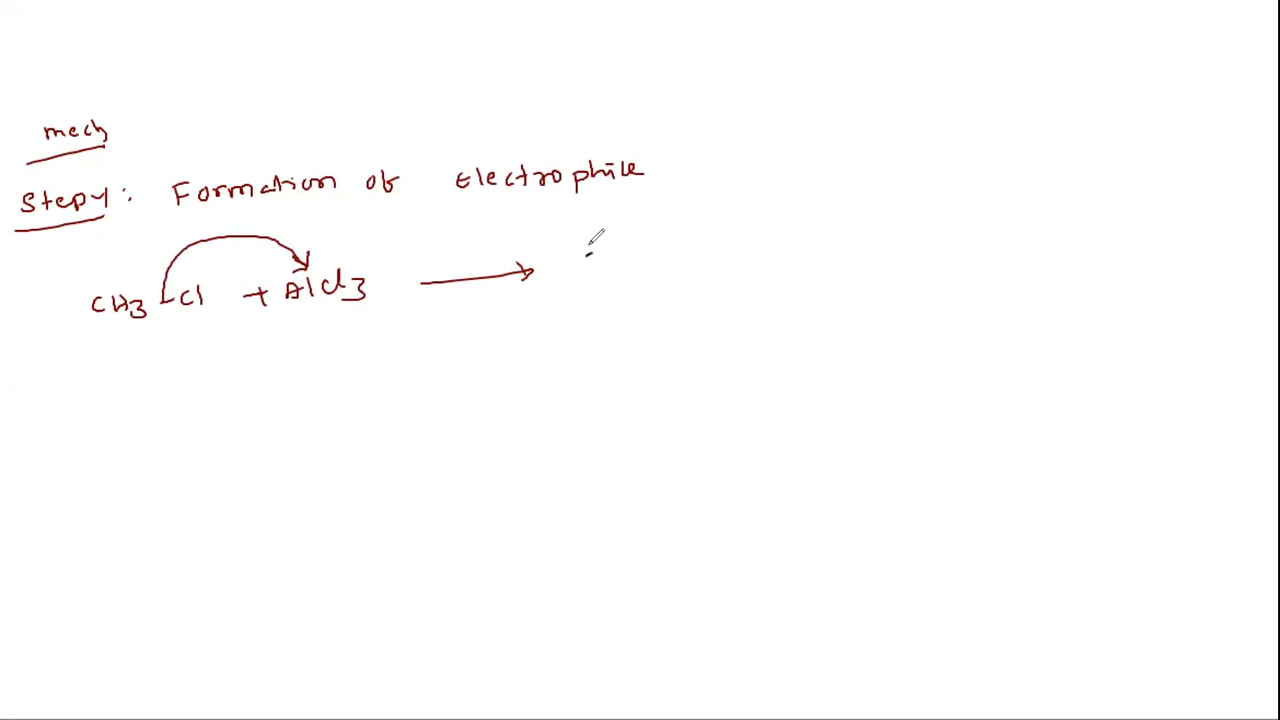 mech
Step1: Formation of Electrophile
CH3-Cl + AlCl3 →